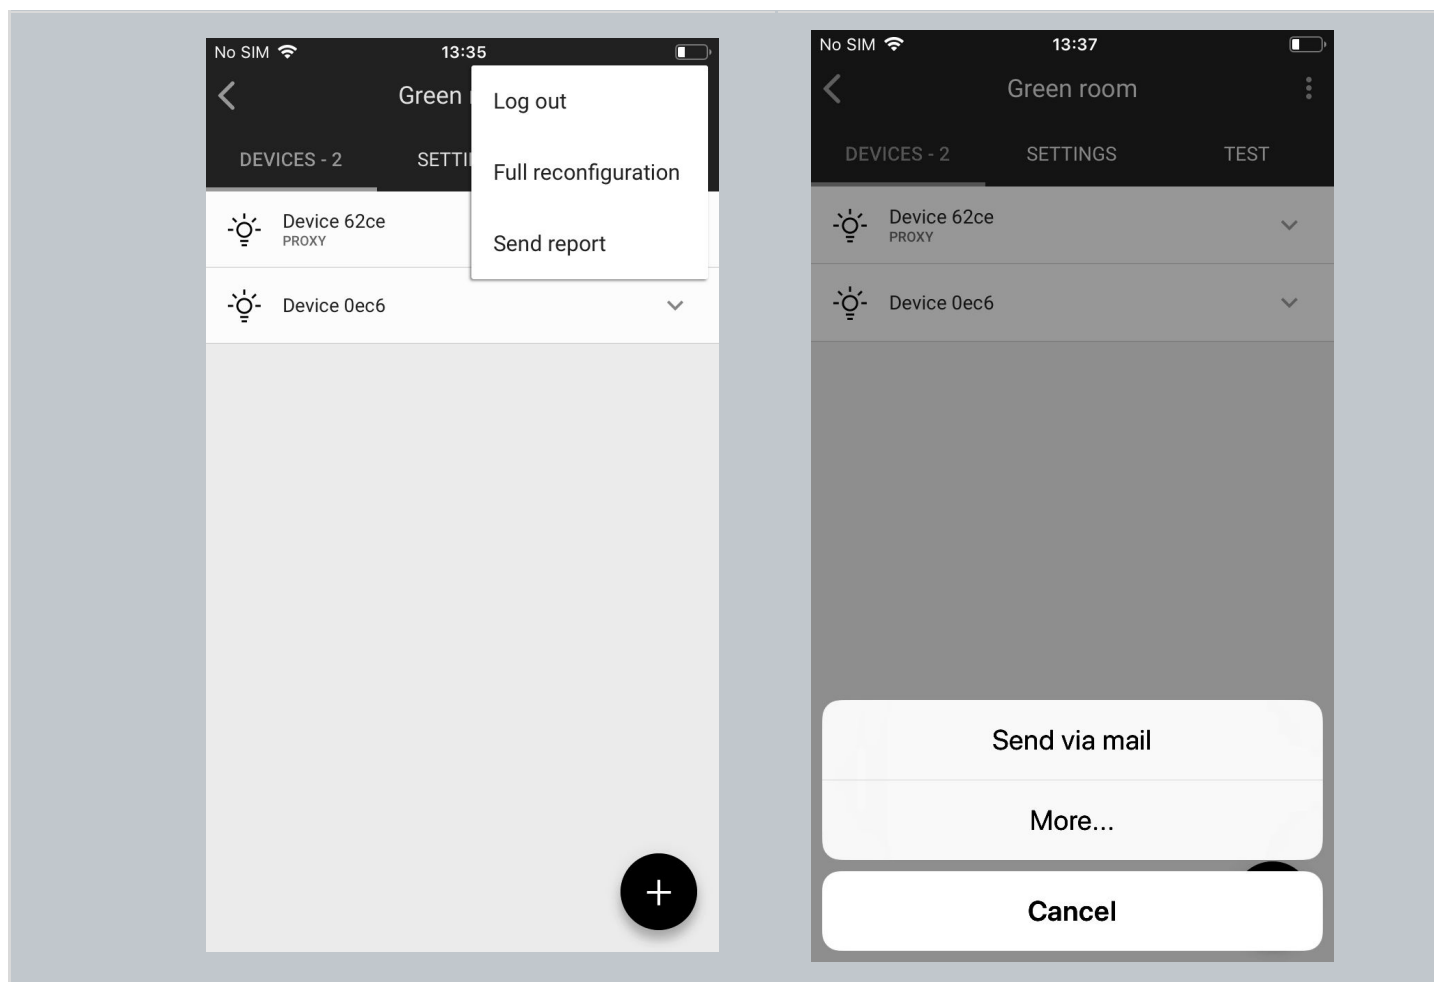 No SIM 13:35
Green
Log out
DEVICES - 2 SETTI
Full reconfiguration
Device 62ce
PROXY
Send report
Device 0ec6
+
No SIM 13:37
Green room
DEVICES - 2 SETTINGS TEST
Device 62ce
PROXY
Device 0ec6
Send via mail
More...
Cancel